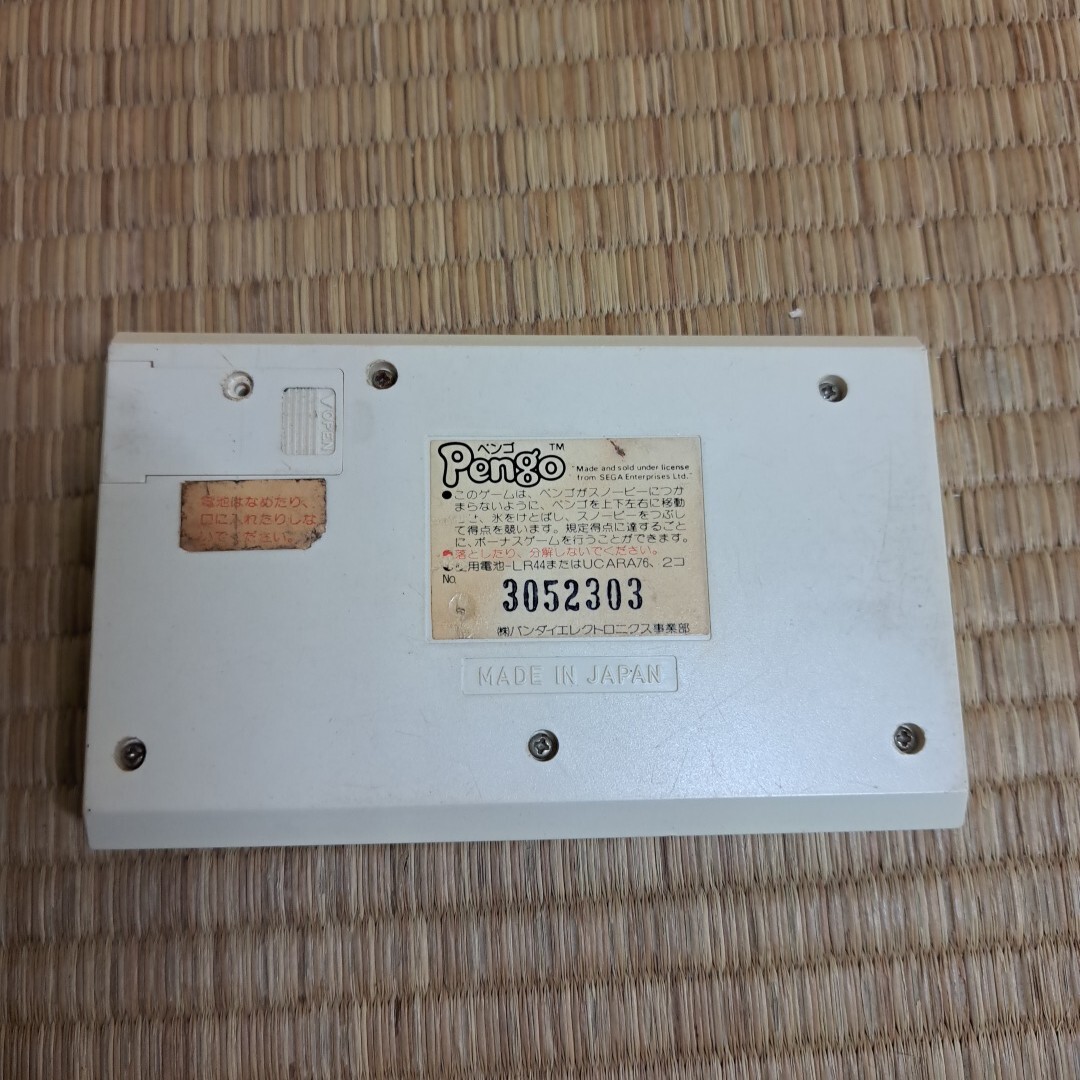 ▽OPEN
電池はなめたり、
口に入れたりしな
いでください。
ペンゴ
Pengo TM
"Made and sold under license
from SEGA Enterprises Ltd."
●このゲームは、ペンゴがスノービーにつか
まらないように、ペンゴを上下左右に移動
、氷をけとばし、スノービーをつぶし
て得点を競います。規定得点に達するごと
に、ボーナスゲームを行うことができます。
●落としたり、分解しないでください。
用電池-LR44またはUCARA76、2コ
No.
3052303
㈱バンダイエレクトロニクス事業部
MADE IN JAPAN